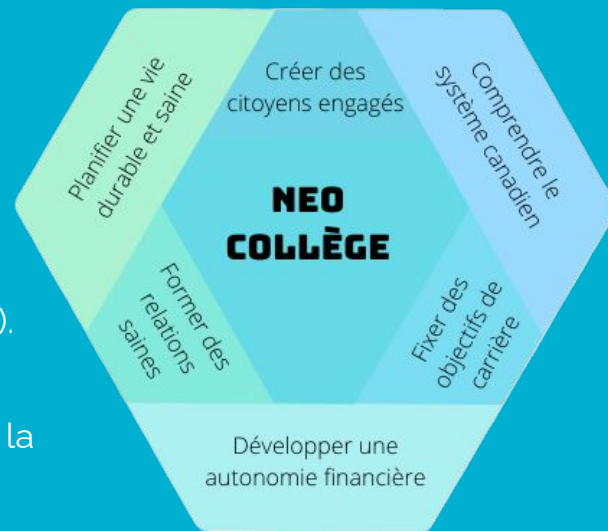 Créer des
citoyens engagés
Comprendre le
système canadien
Planifier une vie
durable et saine
NEO
COLLÈGE
Former des
relations
saines
Fixer des
objectifs de
carrière
).
la
Développer une
autonomie financière